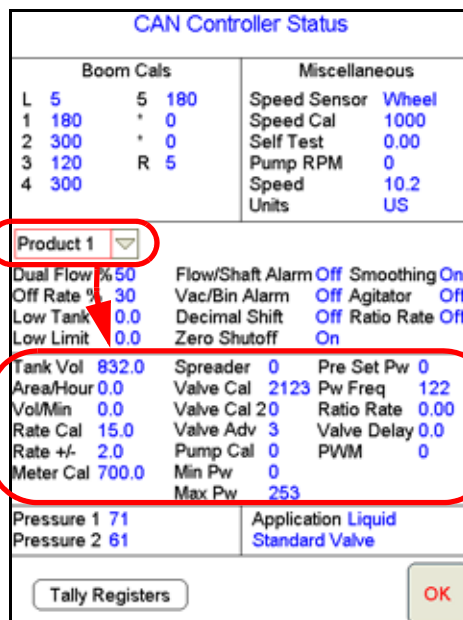 CAN Controller Status
Boom Cals
L 5 5 180
1 180 * 0
2 300 * 0
3 120 R 5
4 300
Miscellaneous
Speed Sensor Wheel
Speed Cal 1000
Self Test 0.00
Pump RPM 0
Speed 10.2
Units US
Product 1
Dual Flow % 50 Flow/Shaft Alarm Off Smoothing On
Off Rate % 30 Vac/Bin Alarm Off Agitator Off
Low Tank 0.0 Decimal Shift Off Ratio Rate Off
Low Limit 0.0 Zero Shutoff On
Tank Vol 832.0 Spreader 0 Pre Set Pw 0
Area/Hour 0.0 Valve Cal 2123 Pw Freq 122
Vol/Min 0.0 Valve Cal 2 0 Ratio Rate 0.00
Rate Cal 15.0 Valve Adv 3 Valve Delay 0.0
Rate +/- 2.0 Pump Cal 0 PWM 0
Meter Cal 700.0 Min Pw 0
Max Pw 253
Pressure 1 71 Application Liquid
Pressure 2 61 Standard Valve
Tally Registers
OK